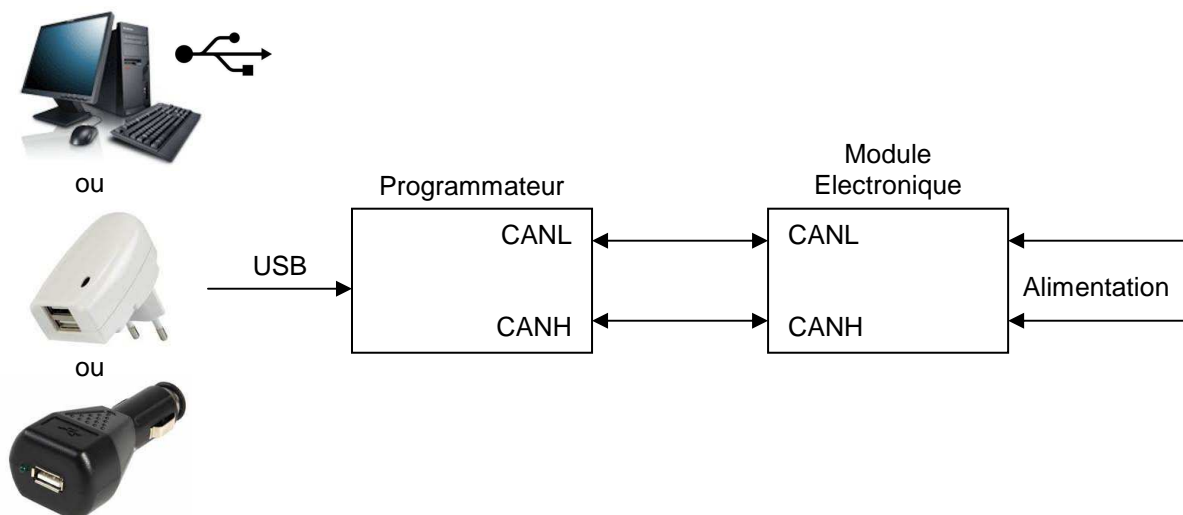 ou
ou
USB
Programmateur
CANL
CANH
Module
Electronique
CANL
CANH
Alimentation